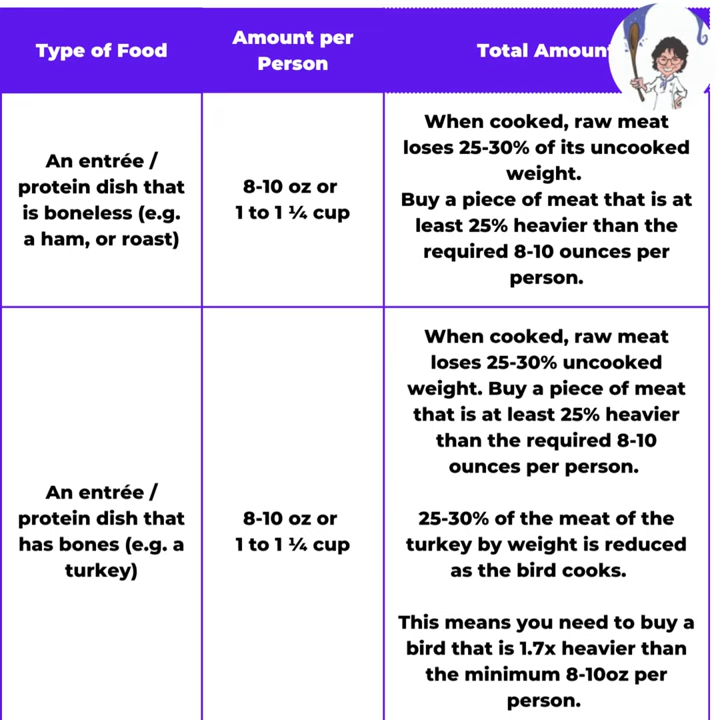 Type of Food
Amount per
Person
Total Amount
An entrée /
protein dish that
is boneless (e.g.
a ham, or roast)
8-10 oz or
1 to 1 ¼ cup
When cooked, raw meat
loses 25-30% of its uncooked
weight.
Buy a piece of meat that is at
least 25% heavier than the
required 8-10 ounces per
person.
An entrée /
protein dish that
has bones (e.g. a
turkey)
8-10 oz or
1 to 1 ¼ cup
When cooked, raw meat
loses 25-30% uncooked
weight. Buy a piece of meat
that is at least 25% heavier
than the required 8-10
ounces per person.
25-30% of the meat of the
turkey by weight is reduced
as the bird cooks.
This means you need to buy a
bird that is 1.7x heavier than
the minimum 8-10oz per
person.